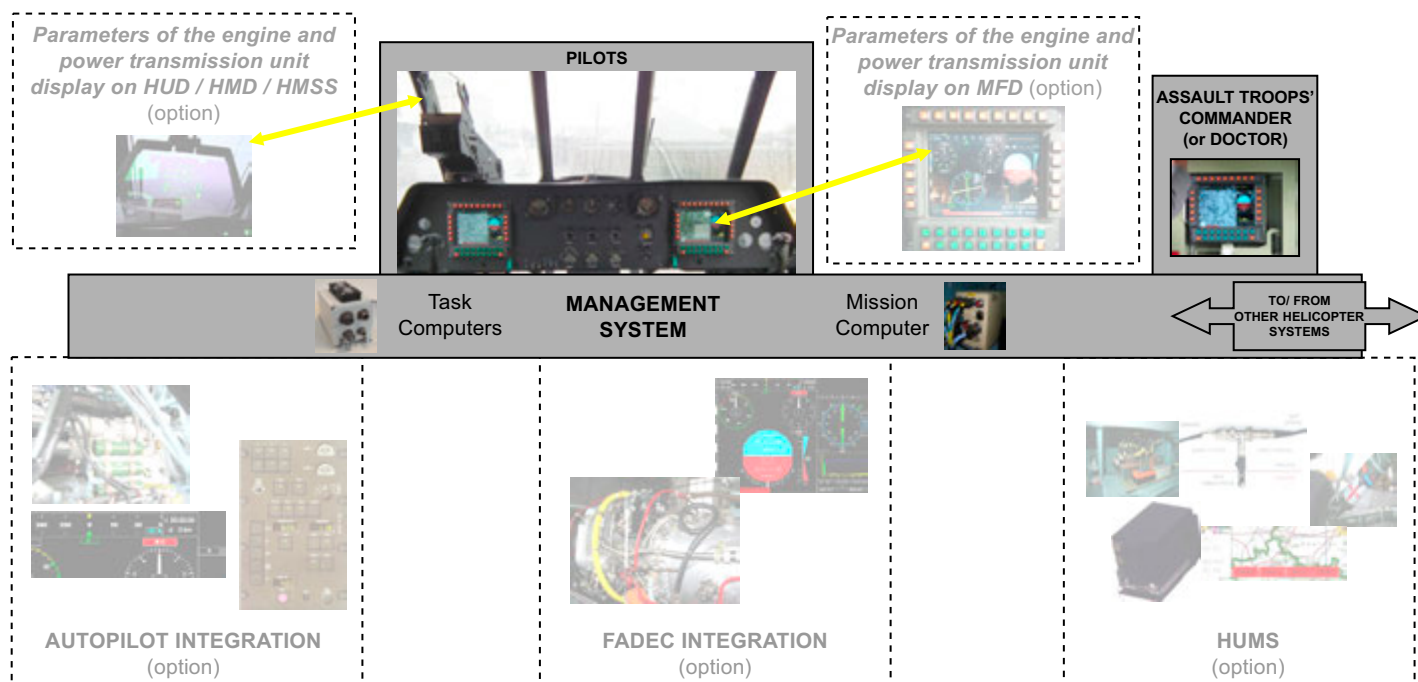 Parameters of the engine and
power transmission unit
display on HUD / HMD / HMSS
(option)
PILOTS
Parameters of the engine and
power transmission unit
display on MFD (option)
ASSAULT TROOPS’
COMMANDER
(or DOCTOR)
Task
Computers
MANAGEMENT
SYSTEM
Mission
Computer
TO/ FROM
OTHER HELICOPTER
SYSTEMS
AUTOPILOT INTEGRATION
(option)
FADEC INTEGRATION
(option)
HUMS
(option)